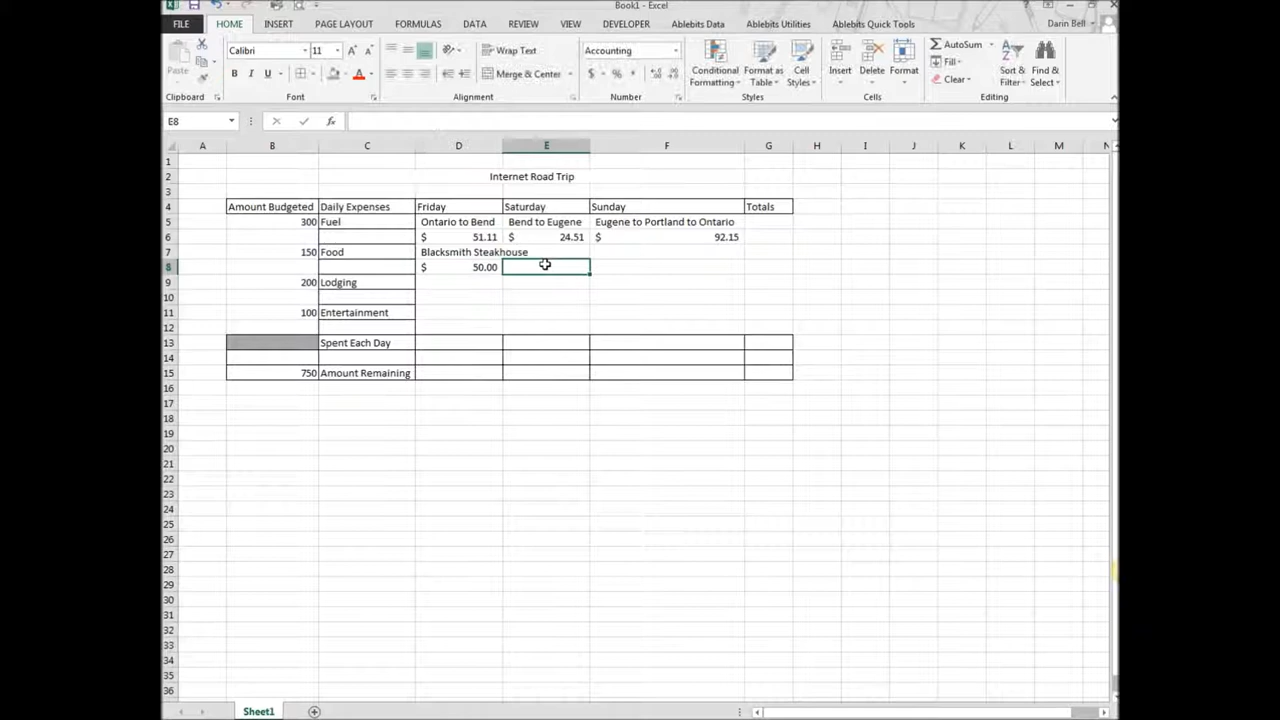 Book1 - Excel
FILE HOME INSERT PAGE LAYOUT FORMULAS DATA REVIEW VIEW DEVELOPER Ablebits Data Ablebits Utilities Ablebits Quick Tools Darin Bell
Paste
Calibri 11
B I U
Wrap Text
Merge & Center
Accounting
$ %
Conditional Formatting
Format as Table
Cell Styles
Insert Delete Format
AutoSum
Fill
Clear
Sort & Filter
Find & Select
Clipboard Font Alignment Number Styles Cells Editing
E8 fx
A B C D E F G H I J K L M N
1
2 Internet Road Trip
3
4 Amount Budgeted Daily Expenses Friday Saturday Sunday Totals
5 300 Fuel Ontario to Bend Bend to Eugene Eugene to Portland to Ontario
6 $ 51.11 $ 24.51 $ 92.15
7 150 Food Blacksmith Steakhouse
8 $ 50.00
9 200 Lodging
10
11 100 Entertainment
12
13 Spent Each Day
14
15 750 Amount Remaining
16
17
18
19
20
21
22
23
24
25
26
27
28
29
30
31
32
33
34
35
36
Sheet1